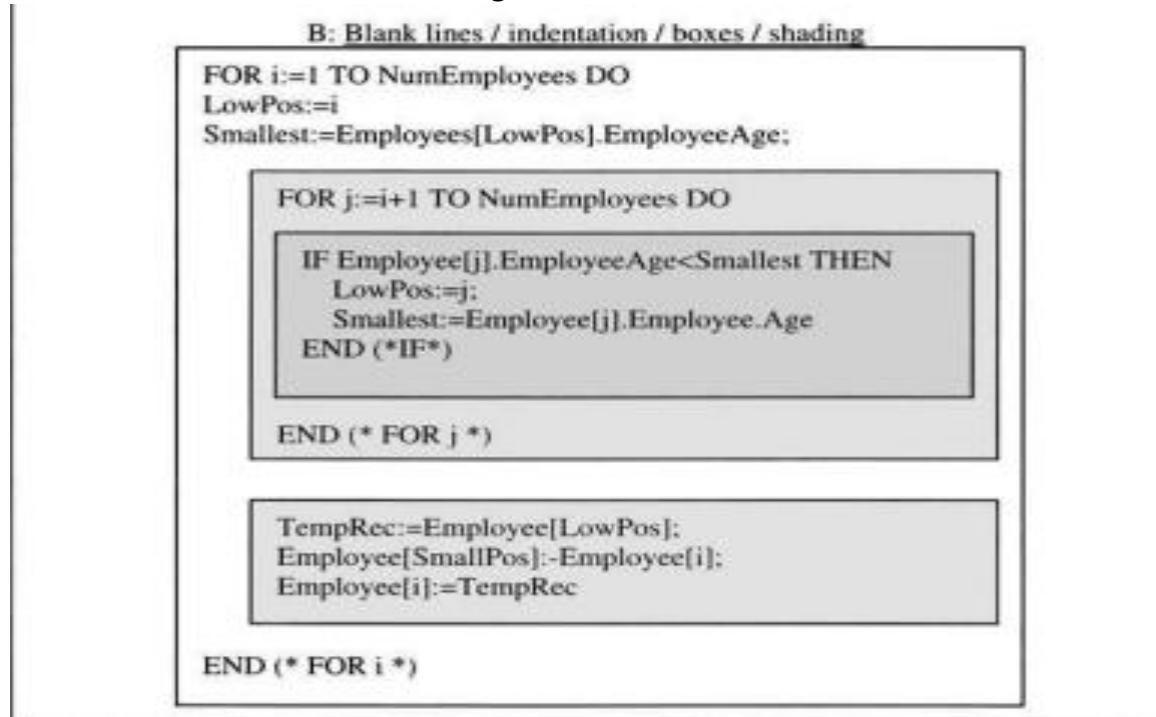 B: Blank lines / indentation / boxes / shading
FOR i:=1 TO NumEmployees DO
LowPos:=i
Smallest:=Employees[LowPos].EmployeeAge;
FOR j:=i+1 TO NumEmployees DO
IF Employee[j].EmployeeAge<Smallest THEN
LowPos:=j;
Smallest:=Employee[j].Employee.Age
END (*IF*)
END (* FOR j *)
TempRec:=Employee[LowPos];
Employee[SmallPos]:-Employee[i];
Employee[i]:=TempRec
END (* FOR i *)